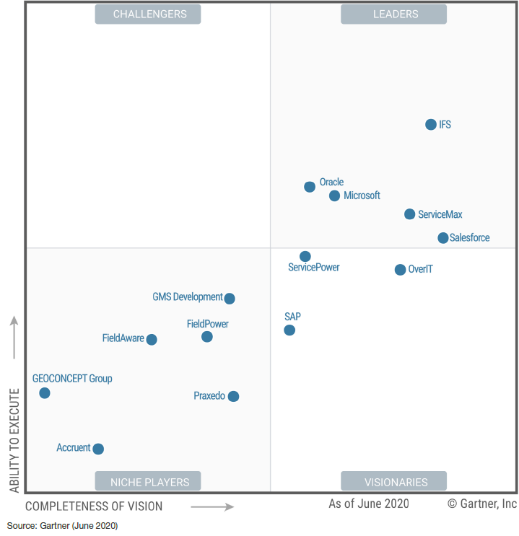 CHALLENGERS
LEADERS
IFS
Oracle
Microsoft
ServiceMax
Salesforce
ServicePower
OverIT
GMS Development
SAP
FieldPower
FieldAware
GEOCONCEPT Group
Praxedo
Accruent
NICHE PLAYERS
VISIONARIES
ABILITY TO EXECUTE
COMPLETENESS OF VISION
As of June 2020
© Gartner, Inc
Source: Gartner (June 2020)